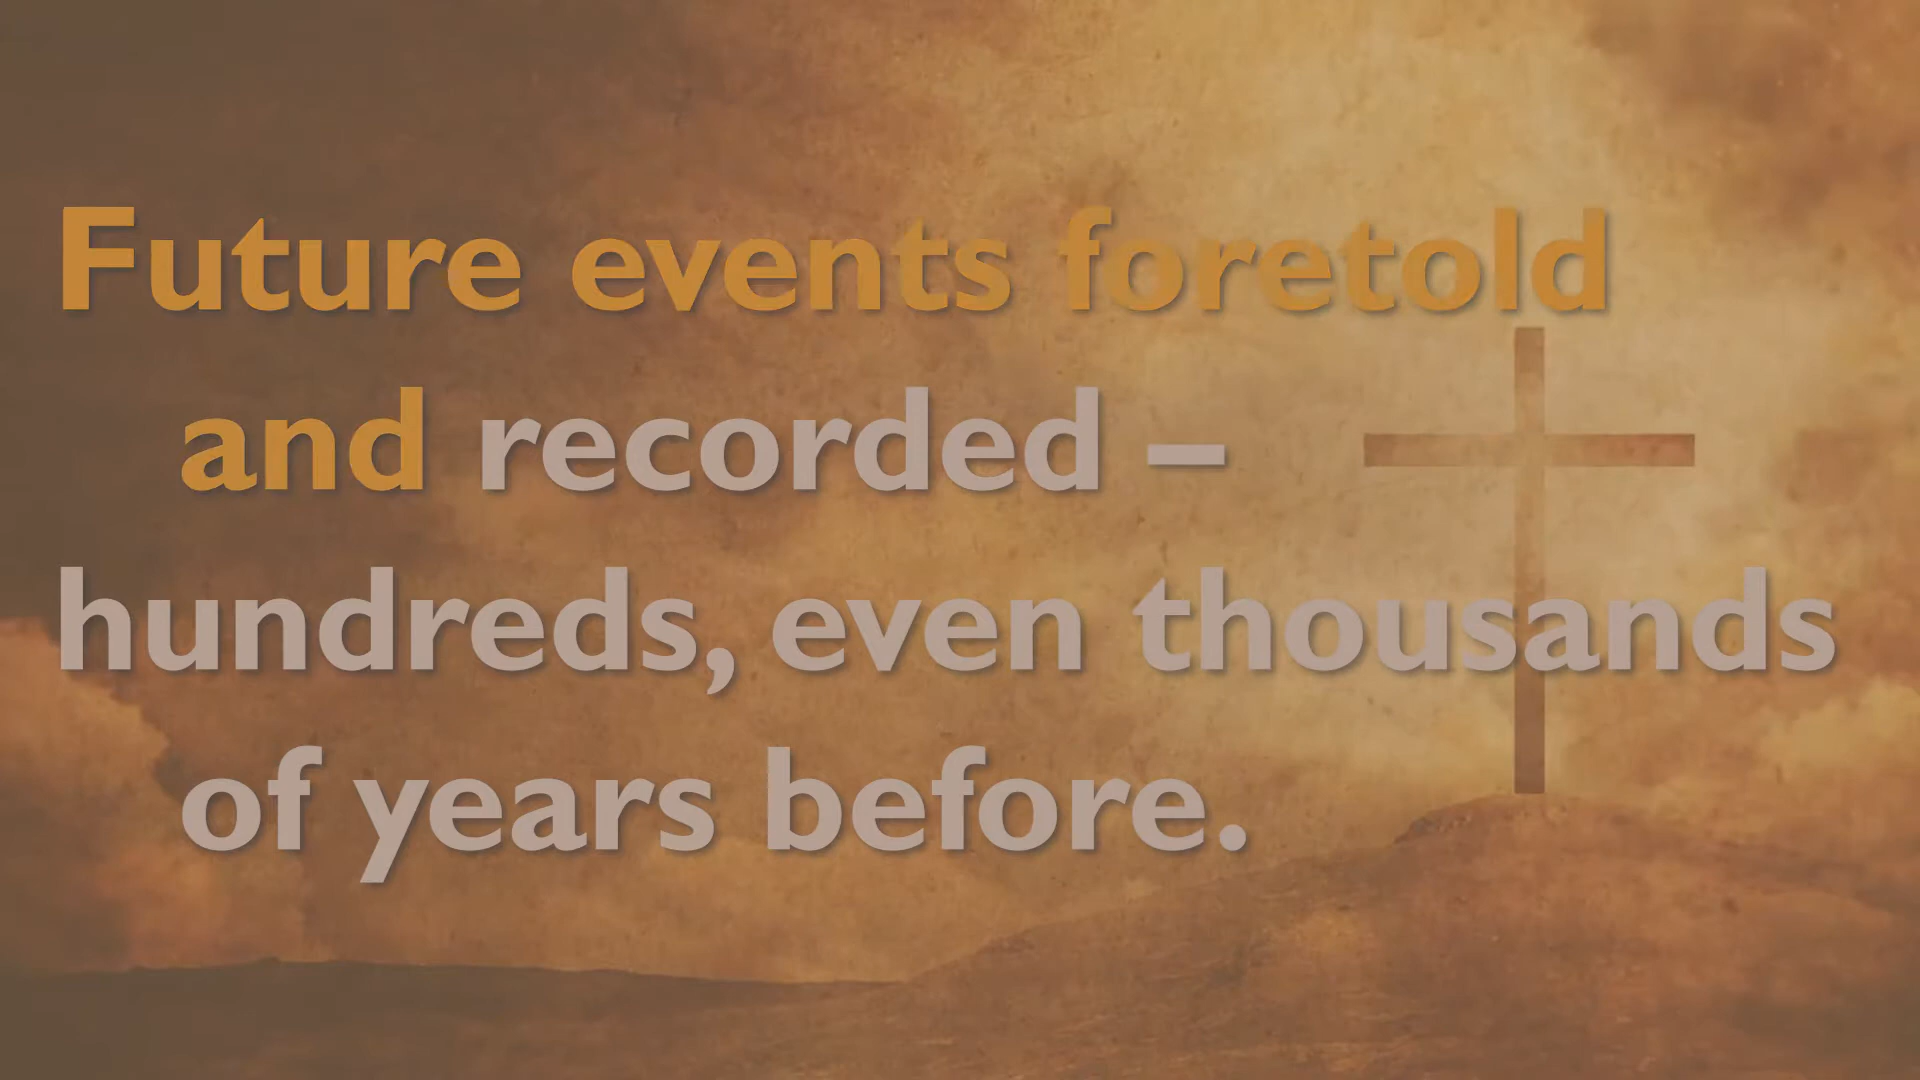 Future events foretold
and recorded –
hundreds, even thousands
of years before.